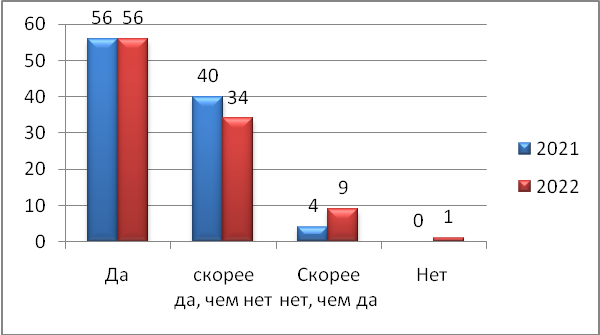 60
50
40
30
20
10
0
56 56
40
34
4
9
0
1
Да
скорее
да, чем нет
Скорее
нет, чем да
Нет
2021
2022